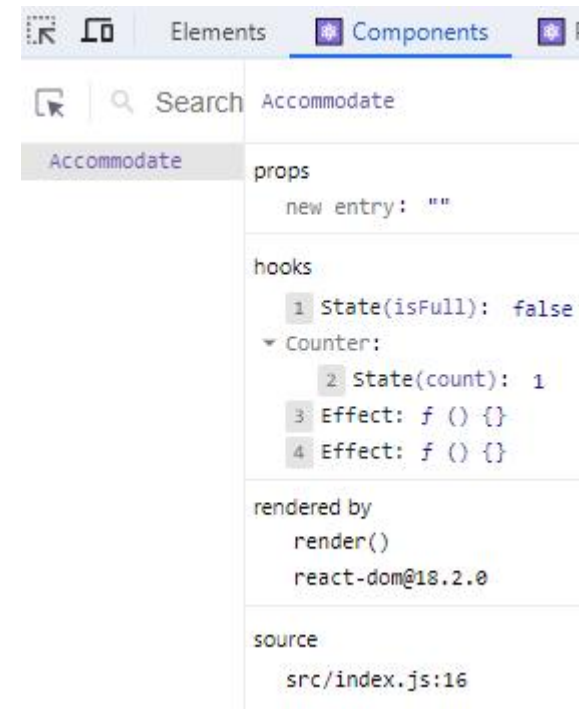 Elements Components
Search Accommodate
Accommodate
props
new entry: ""
hooks
1 State(isFull): false
Counter:
2 State(count): 1
3 Effect: ƒ () {}
4 Effect: ƒ () {}
rendered by
render()
react-dom@18.2.0
source
src/index.js:16